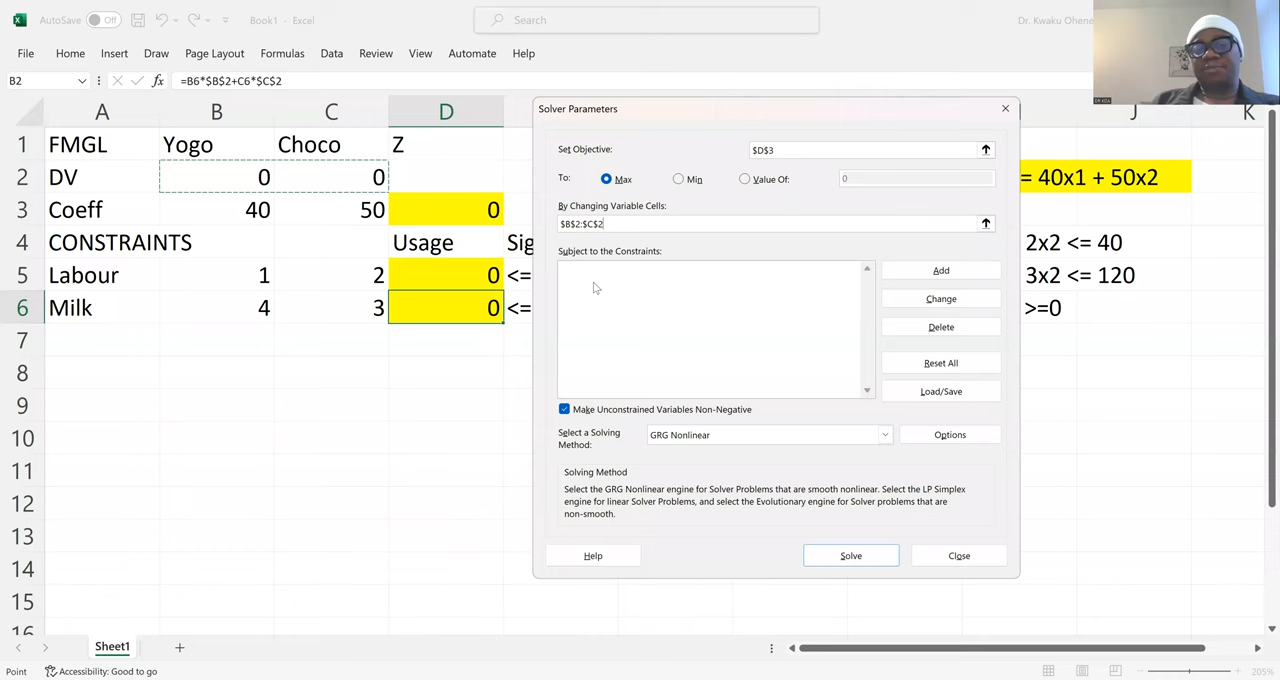 AutoSave Off Book1 - Excel Search Dr. Kwaku Ohene
File Home Insert Draw Page Layout Formulas Data Review View Automate Help
B2 fx =B6*$B$2+C6*$C$2
A B C D J K
1 FMGL Yogo Choco Z
2 DV 0 0 = 40x1 + 50x2
3 Coeff 40 50 0
4 CONSTRAINTS Usage Sig 2x2 <= 40
5 Labour 1 2 0 <= 3x2 <= 120
6 Milk 4 3 0 <= >=0
7
8
9
10
11
12
13
14
15
16
Solver Parameters
Set Objective: $D$3
To: Max Min Value Of: 0
By Changing Variable Cells:
$B$2:$C$2
Subject to the Constraints:
Add
Change
Delete
Reset All
Load/Save
Make Unconstrained Variables Non-Negative
Select a Solving Method: GRG Nonlinear Options
Solving Method
Select the GRG Nonlinear engine for Solver Problems that are smooth nonlinear. Select the LP Simplex
engine for linear Solver Problems, and select the Evolutionary engine for Solver problems that are
non-smooth.
Help Solve Close
Sheet1
Point Accessibility: Good to go 205%